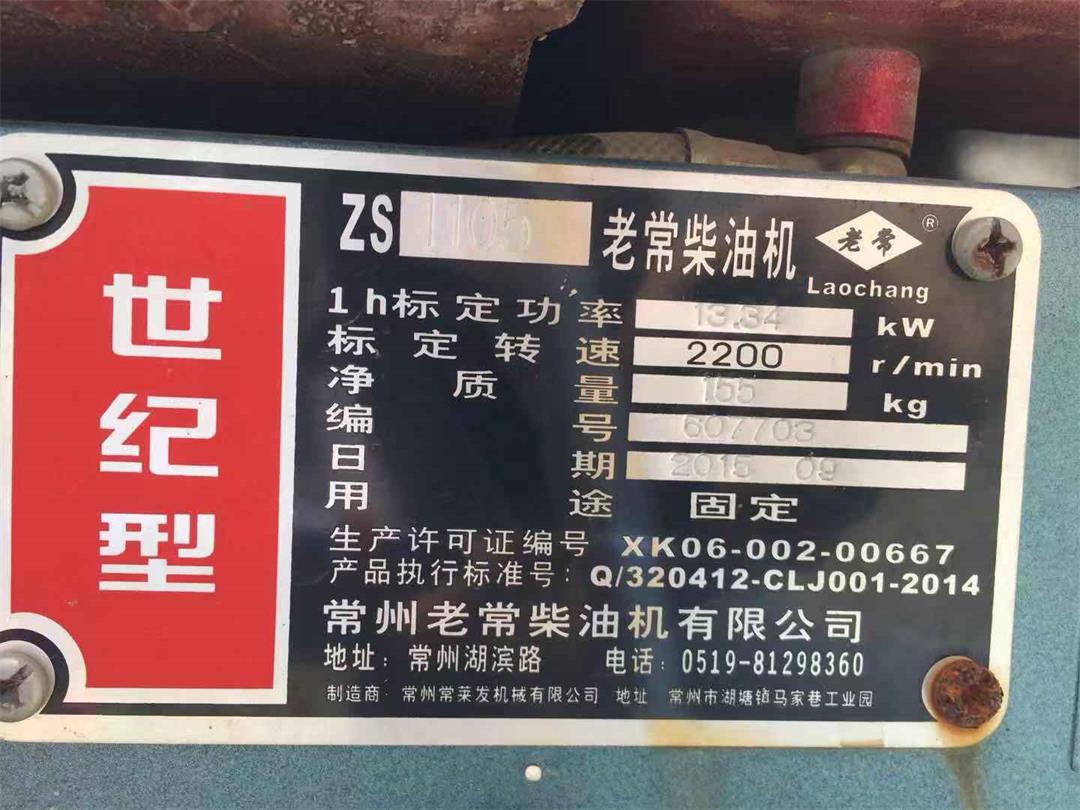 世纪型
ZS 1105 老常柴油机 老常 ®
Laochang
1h标定功率 13.34 kW
标定转速 2200 r/min
净质量 155 kg
编号 607703
日期 2015 09
用途 固定
生产许可证编号 XK06-002-00667
产品执行标准号: Q/320412-CLJ001-2014
常州老常柴油机有限公司
地址: 常州湖滨路 电话: 0519-81298360
制造商: 常州常莱发机械有限公司 地址 常州市湖塘镇马家巷工业园